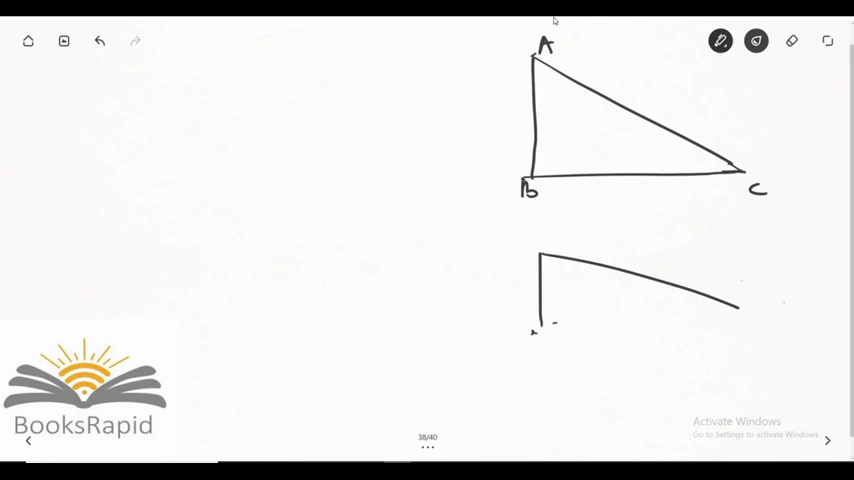 A
B
C
BooksRapid
Activate Windows
Go to Settings to activate Windows.
38/40